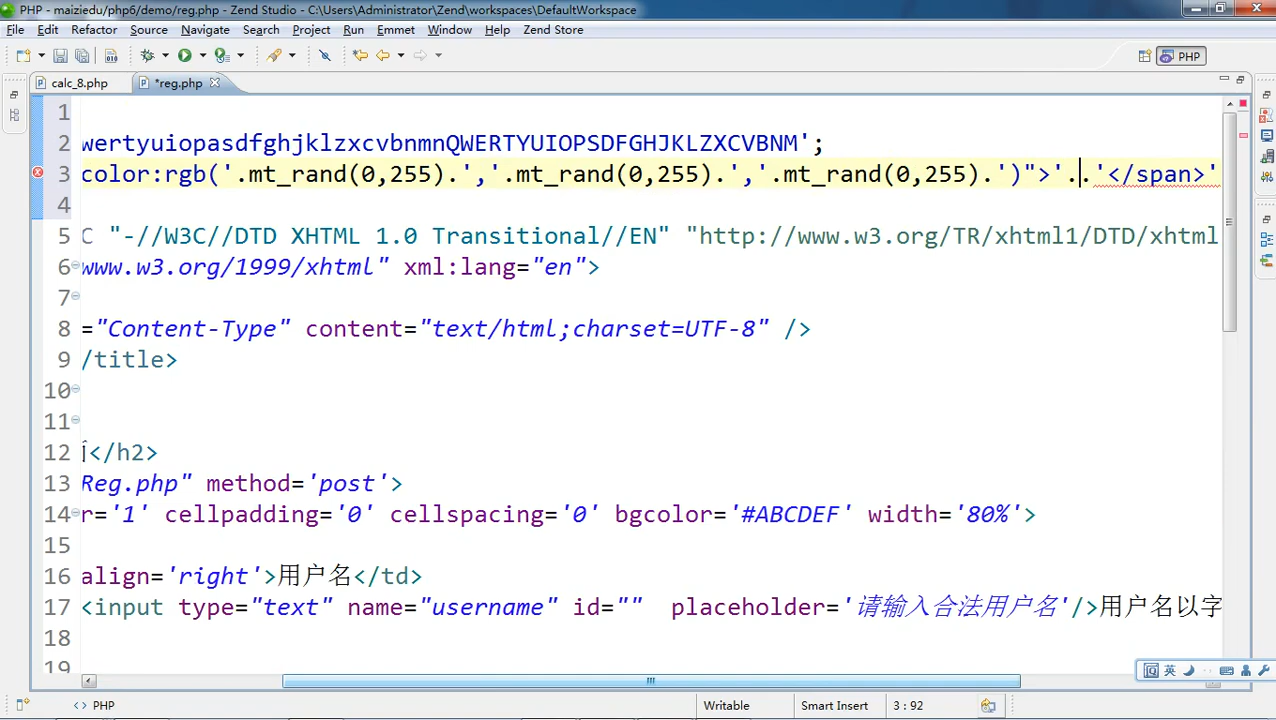 PHP - maiziedu/php6/demo/reg.php - Zend Studio - C:\Users\Administrator\Zend\workspaces\DefaultWorkspace
File Edit Refactor Source Navigate Search Project Run Emmet Window Help Zend Store
PHP
calc_8.php *reg.php
1
2 wertyuiopasdfghjklzxcvbnmnQWERTYUIOPSDFGHJKLZXCVBNM';
3 color:rgb('.mt_rand(0,255).','.mt_rand(0,255).','.mt_rand(0,255).')">'..'</span>'
4
5 C "-//W3C//DTD XHTML 1.0 Transitional//EN" "http://www.w3.org/TR/xhtml1/DTD/xhtml
6 www.w3.org/1999/xhtml" xml:lang="en">
7
8 ="Content-Type" content="text/html;charset=UTF-8" />
9 /title>
10
11
12 </h2>
13 Reg.php" method='post'>
14 r='1' cellpadding='0' cellspacing='0' bgcolor='#ABCDEF' width='80%'>
15
16 align='right'>用户名</td>
17 <input type="text" name="username" id="" placeholder='请输入合法用户名'/>用户名以字
18
19
英
PHP Writable Smart Insert 3 : 92